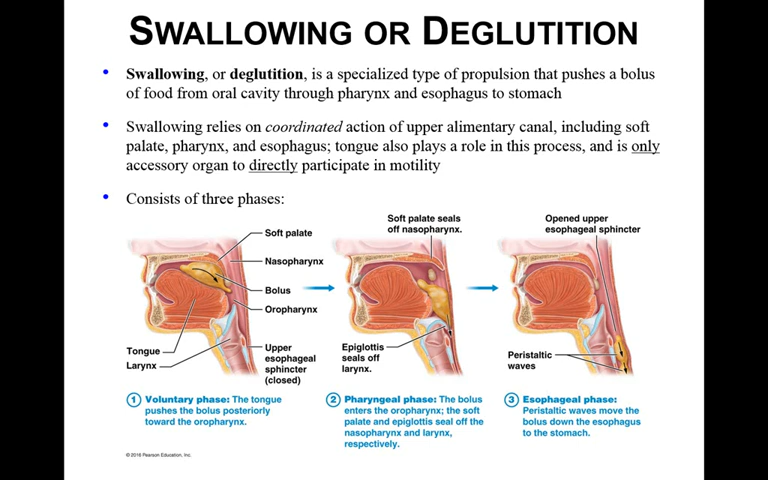 SWALLOWING OR DEGLUTITION
• Swallowing, or deglutition, is a specialized type of propulsion that pushes a bolus
of food from oral cavity through pharynx and esophagus to stomach
• Swallowing relies on coordinated action of upper alimentary canal, including soft
palate, pharynx, and esophagus; tongue also plays a role in this process, and is only
accessory organ to directly participate in motility
• Consists of three phases:
Soft palate
Nasopharynx
Bolus
Oropharynx
Tongue
Larynx
Upper
esophageal
sphincter
(closed)
1 Voluntary phase: The tongue
pushes the bolus posteriorly
toward the oropharynx.
Soft palate seals
off nasopharynx.
Epiglottis
seals off
larynx.
2 Pharyngeal phase: The bolus
enters the oropharynx; the soft
palate and epiglottis seal off the
nasopharynx and larynx,
respectively.
Opened upper
esophageal sphincter
Peristaltic
waves
3 Esophageal phase:
Peristaltic waves move the
bolus down the esophagus
to the stomach.
© 2016 Pearson Education, Inc.